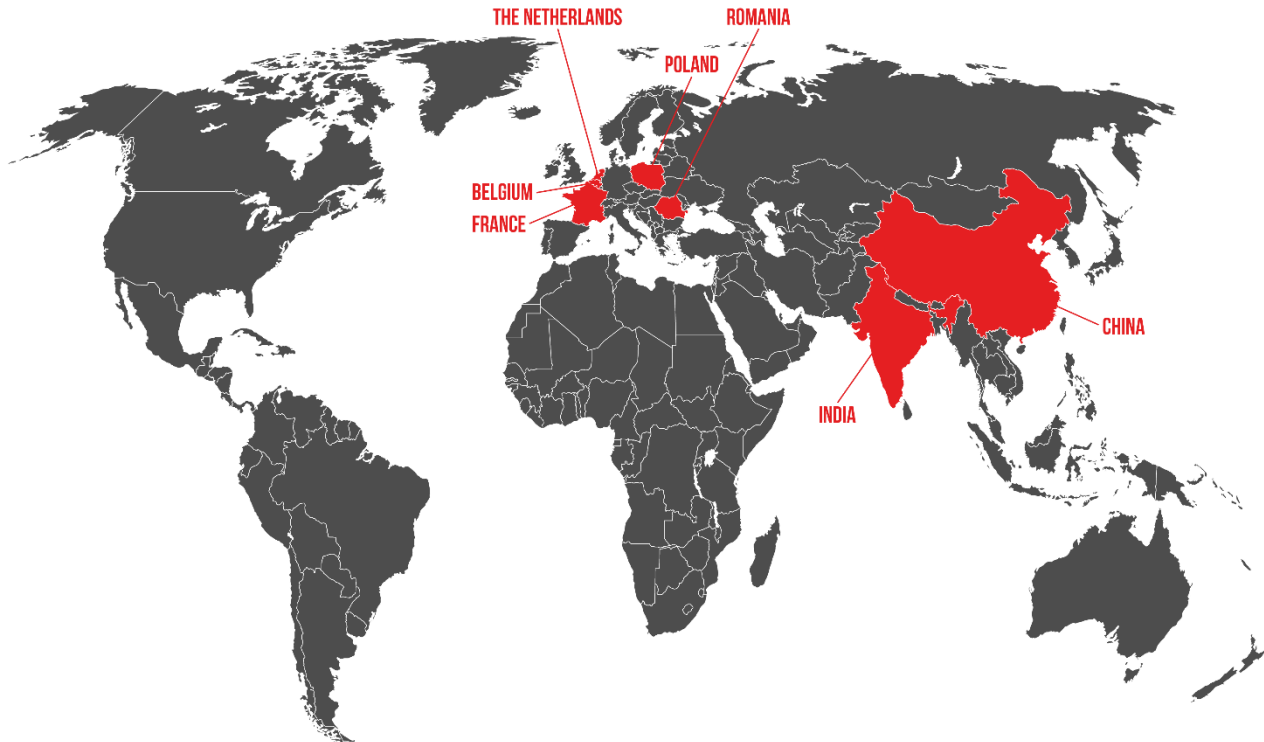 THE NETHERLANDS
ROMANIA
POLAND
BELGIUM
FRANCE
CHINA
INDIA